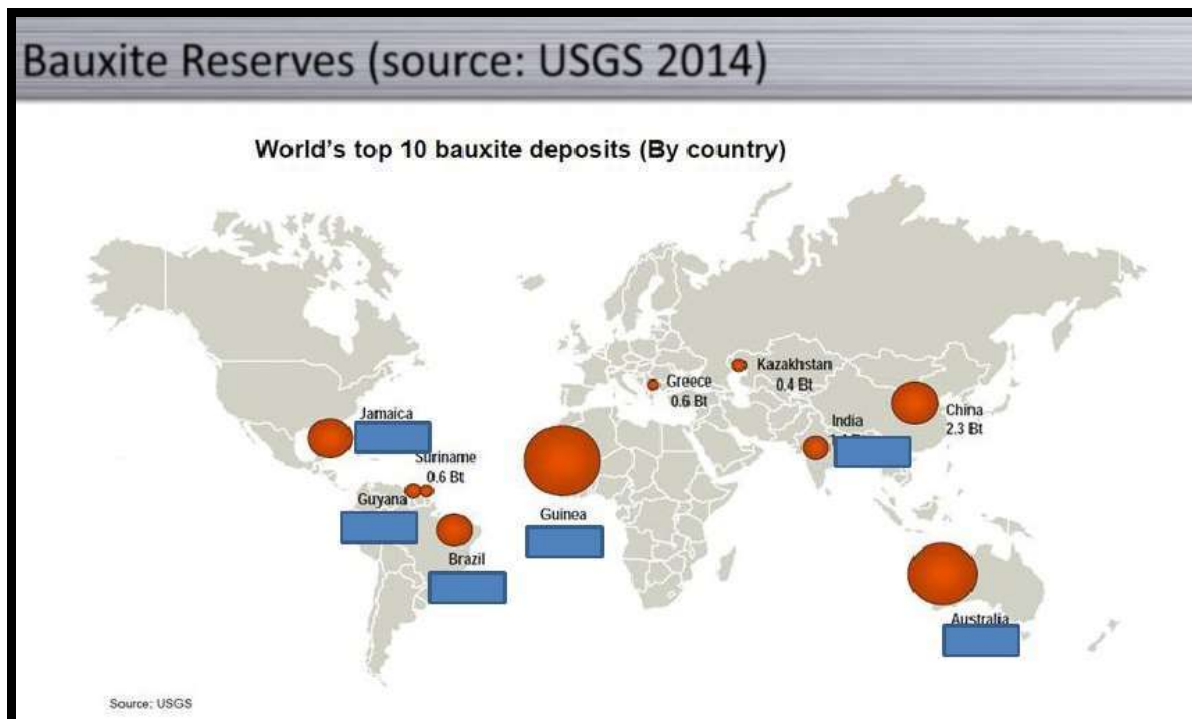 Bauxite Reserves (source: USGS 2014)
World's top 10 bauxite deposits (By country)
Kazakhstan
0.4 Bt
Greece
0.6 Bt
China
2.3 Bt
India
Jamaica
Suriname
0.6 Bt
Guyana
Guinea
Brazil
Australia
Source: USGS